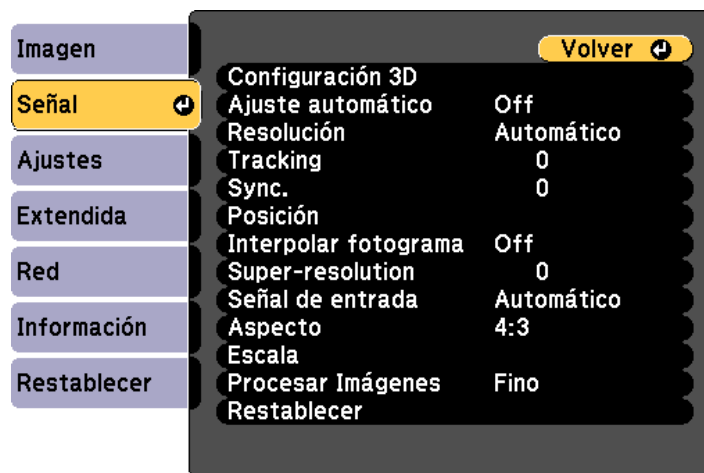 Imagen
Señal
Ajustes
Extendida
Red
Información
Restablecer
Volver
Configuración 3D
Ajuste automático Off
Resolución Automático
Tracking 0
Sync. 0
Posición
Interpolar fotograma Off
Super-resolution 0
Señal de entrada Automático
Aspecto 4:3
Escala
Procesar Imágenes Fino
Restablecer